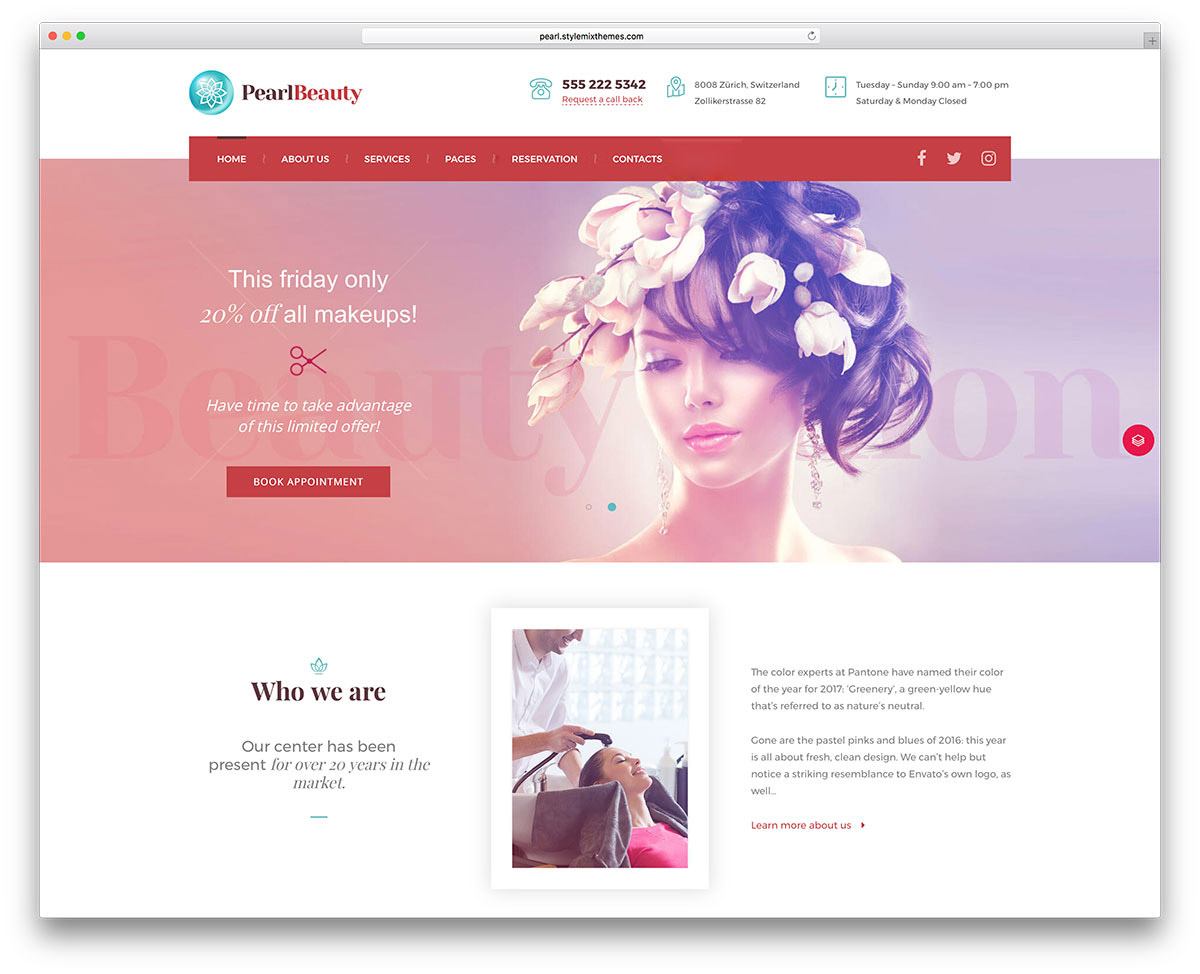 pearl.stylemixthemes.com
PearlBeauty
555 222 5342
Request a call back
8008 Zürich, Switzerland
Zollikerstrasse 82
Tuesday - Sunday 9:00 am - 7:00 pm
Saturday & Monday Closed
HOME
ABOUT US
SERVICES
PAGES
RESERVATION
CONTACTS
This friday only
20% off all makeups!
Have time to take advantage
of this limited offer!
BOOK APPOINTMENT
Beauty
Who we are
Our center has been
present for over 20 years in the
market.
The color experts at Pantone have named their color
of the year for 2017: ‘Greenery’, a green-yellow hue
that’s referred to as nature’s neutral.
Gone are the pastel pinks and blues of 2016: this year
is all about fresh, clean design. We can’t help but
notice a striking resemblance to Envato’s own logo, as
well…
Learn more about us